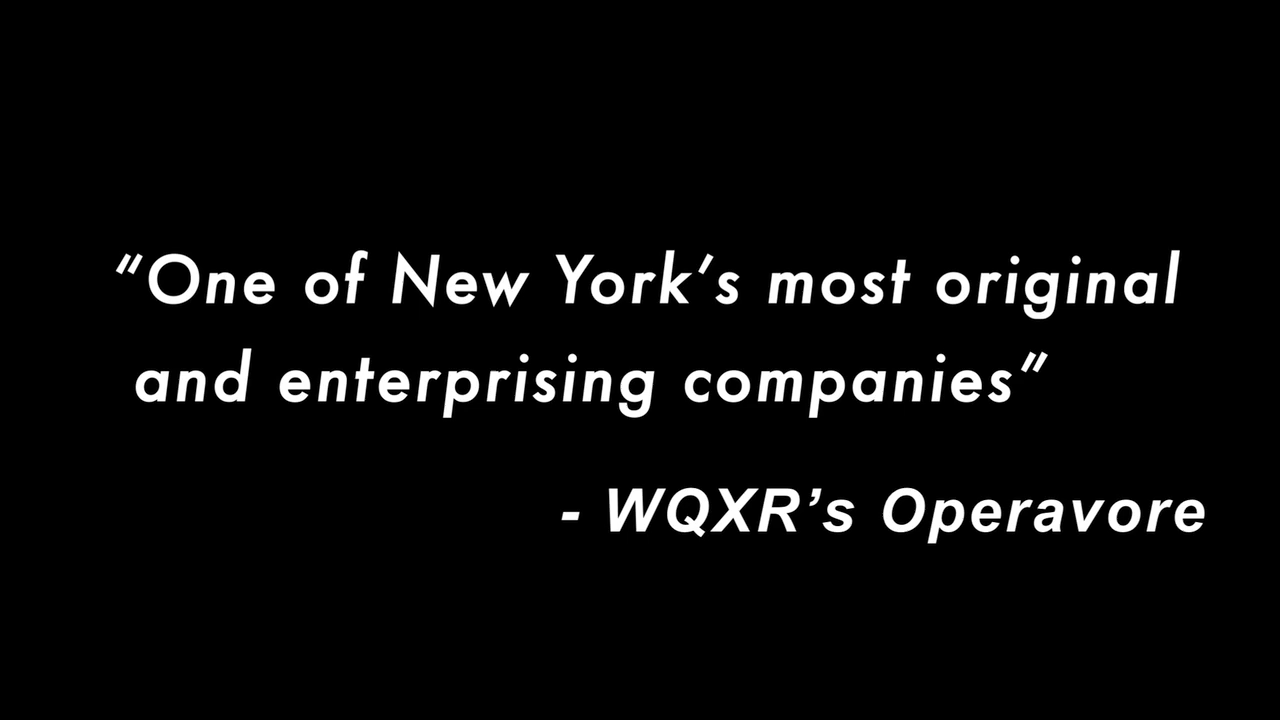 “One of New York’s most original
and enterprising companies”
- WQXR’s Operavore